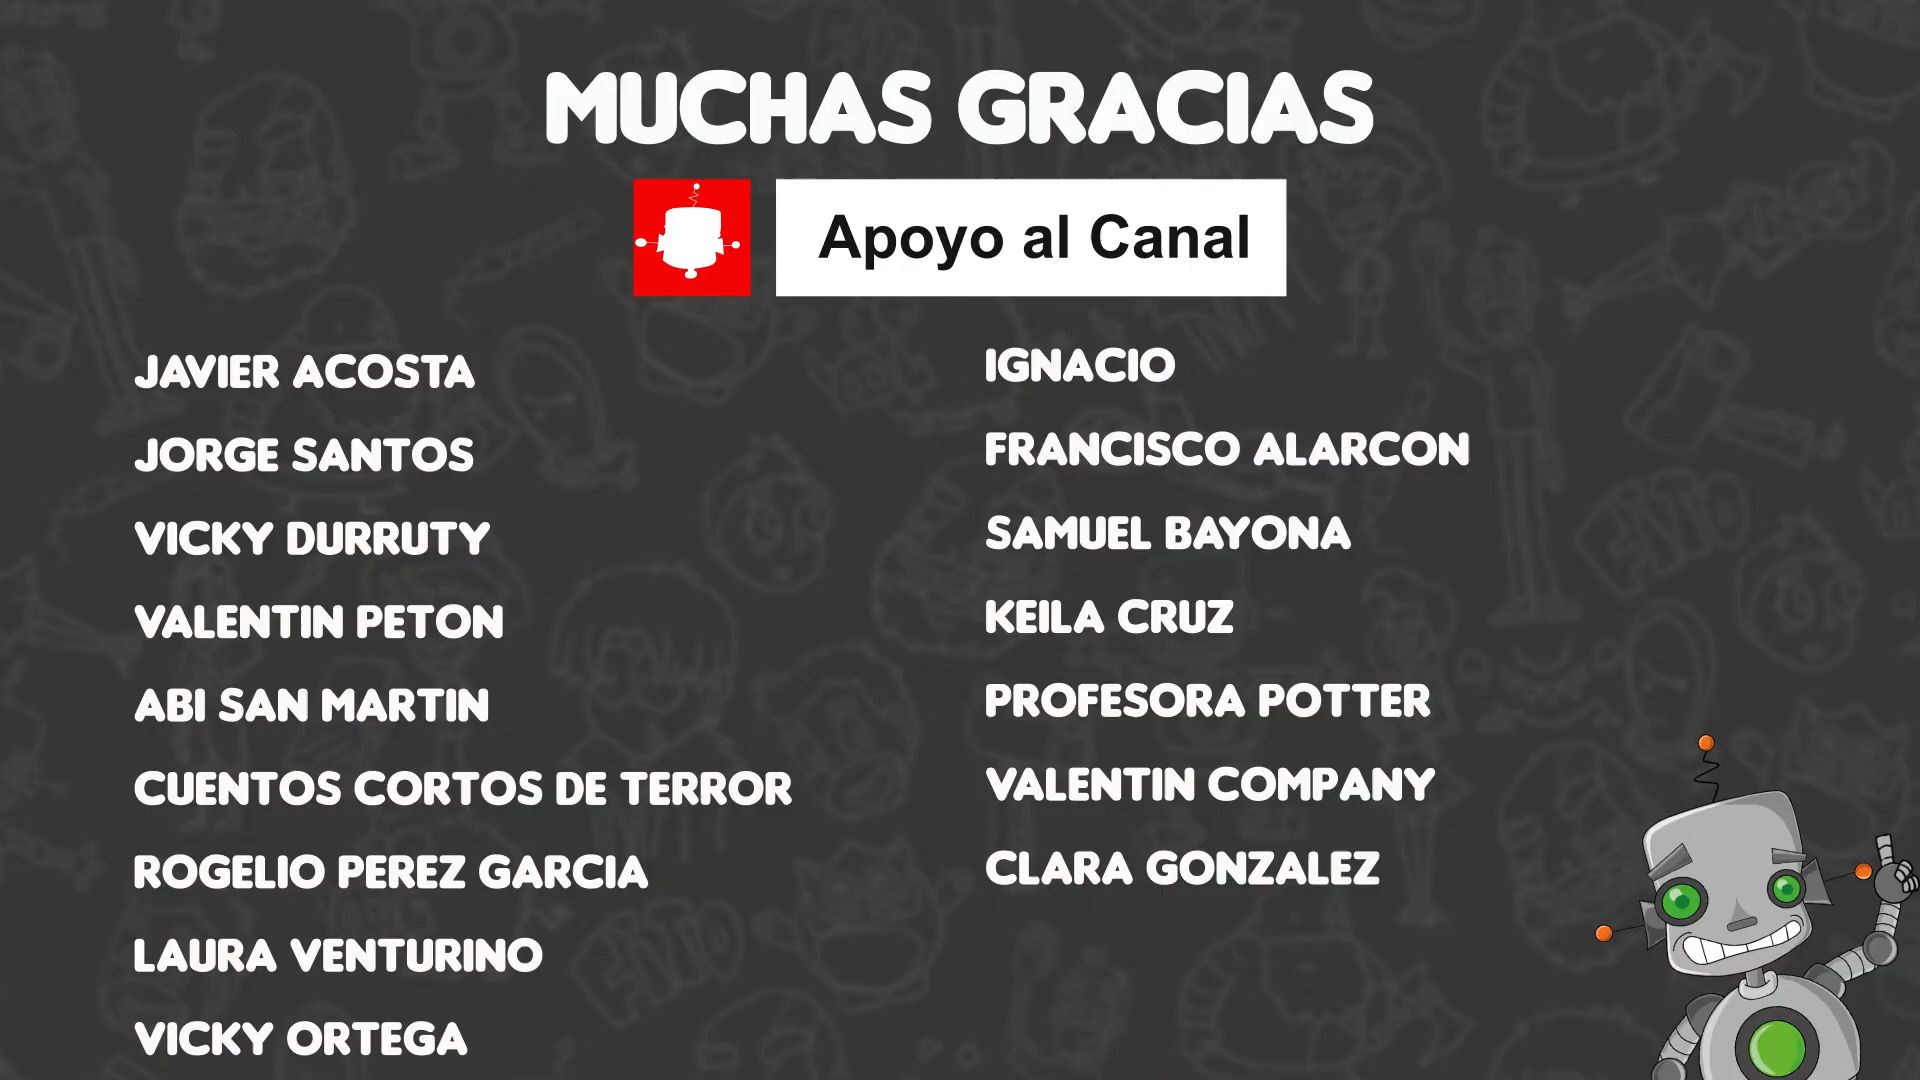 MUCHAS GRACIAS
Apoyo al Canal
JAVIER ACOSTA
JORGE SANTOS
VICKY DURRUTY
VALENTIN PETON
ABI SAN MARTIN
CUENTOS CORTOS DE TERROR
ROGELIO PEREZ GARCIA
LAURA VENTURINO
VICKY ORTEGA
IGNACIO
FRANCISCO ALARCON
SAMUEL BAYONA
KEILA CRUZ
PROFESORA POTTER
VALENTIN COMPANY
CLARA GONZALEZ